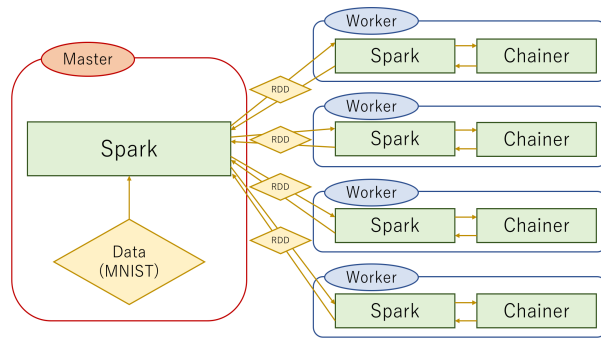 Master
Spark
Data
(MNIST)
RDD
RDD
RDD
RDD
Worker
Spark
Chainer
Worker
Spark
Chainer
Worker
Spark
Chainer
Worker
Spark
Chainer